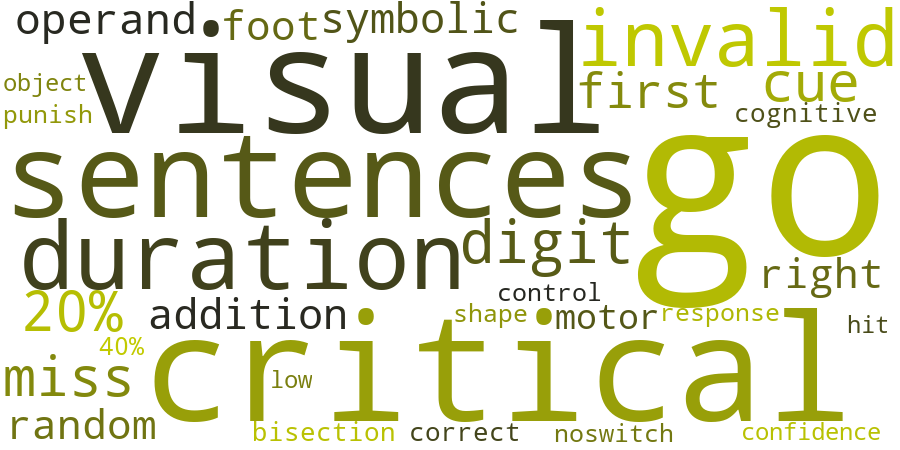 operand
foot
symbolic
invalid
visual
object
punish
first
cue
cognitive
sentences
go
duration
digit
right
20%
addition
control
shape
motor
response
hit
40%
miss
critical
low
random
bisection
correct
noswitch
confidence